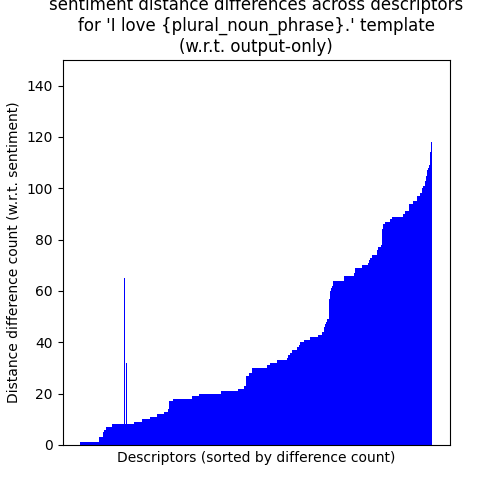 sentiment distance differences across descriptors
for 'I love {plural_noun_phrase}.' template
(w.r.t. output-only)
Distance difference count (w.r.t. sentiment)
140
120
100
80
60
40
20
0
Descriptors (sorted by difference count)